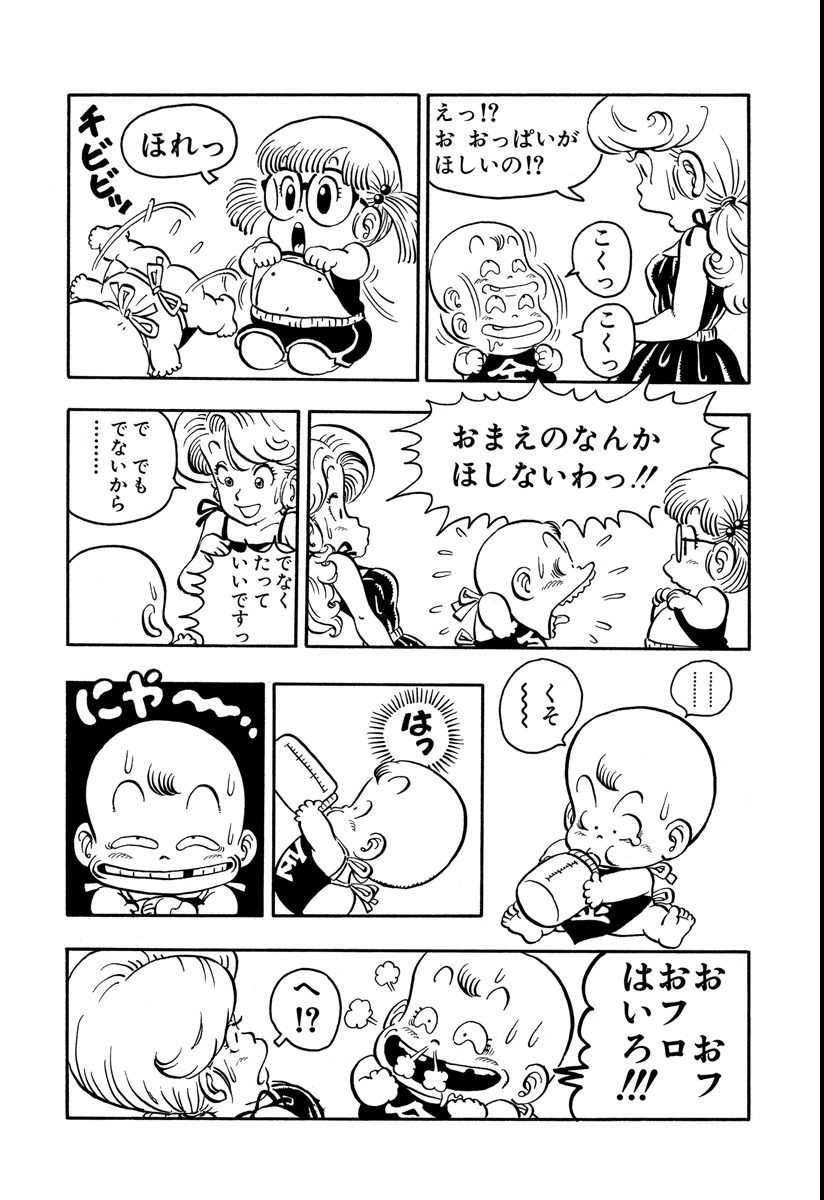 えっ!?
お おっぱいが
ほしいの!?
こくっ
こくっ
ほれっ
チビビッ
おまえのなんか
ほしないわっ!!
で でも
でないから
………
でなく
たって
いいですっ
……
くそ
~~
はっ
全
にや〜〜…
お おフ
おフロ
はいろ!!!
へ!?